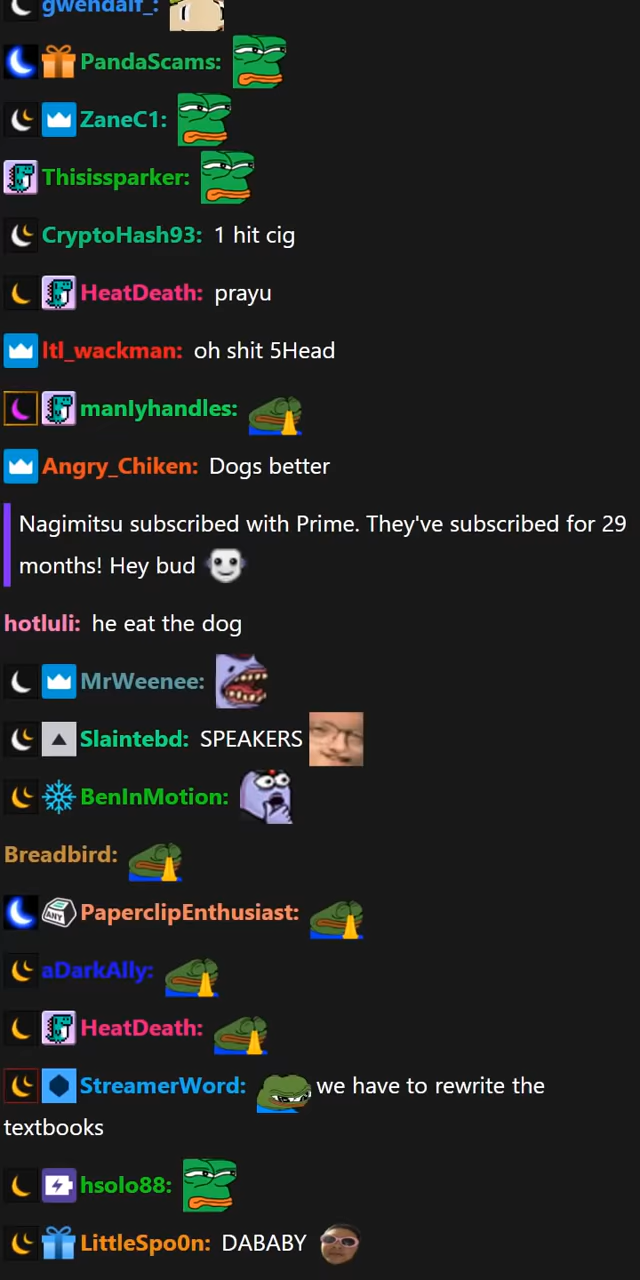 gwendalf_:
PandaScams:
ZaneC1:
Thisissparker:
CryptoHash93: 1 hit cig
HeatDeath: prayu
ltl_wackman: oh shit 5Head
manlyhandles:
Angry_Chiken: Dogs better
Nagimitsu subscribed with Prime. They've subscribed for 29
months! Hey bud
hotluli: he eat the dog
MrWeenee:
Slaintebd: SPEAKERS
BenInMotion:
Breadbird:
ANY PaperclipEnthusiast:
aDarkAlly:
HeatDeath:
StreamerWord: we have to rewrite the
textbooks
hsolo88:
LittleSpo0n: DABABY